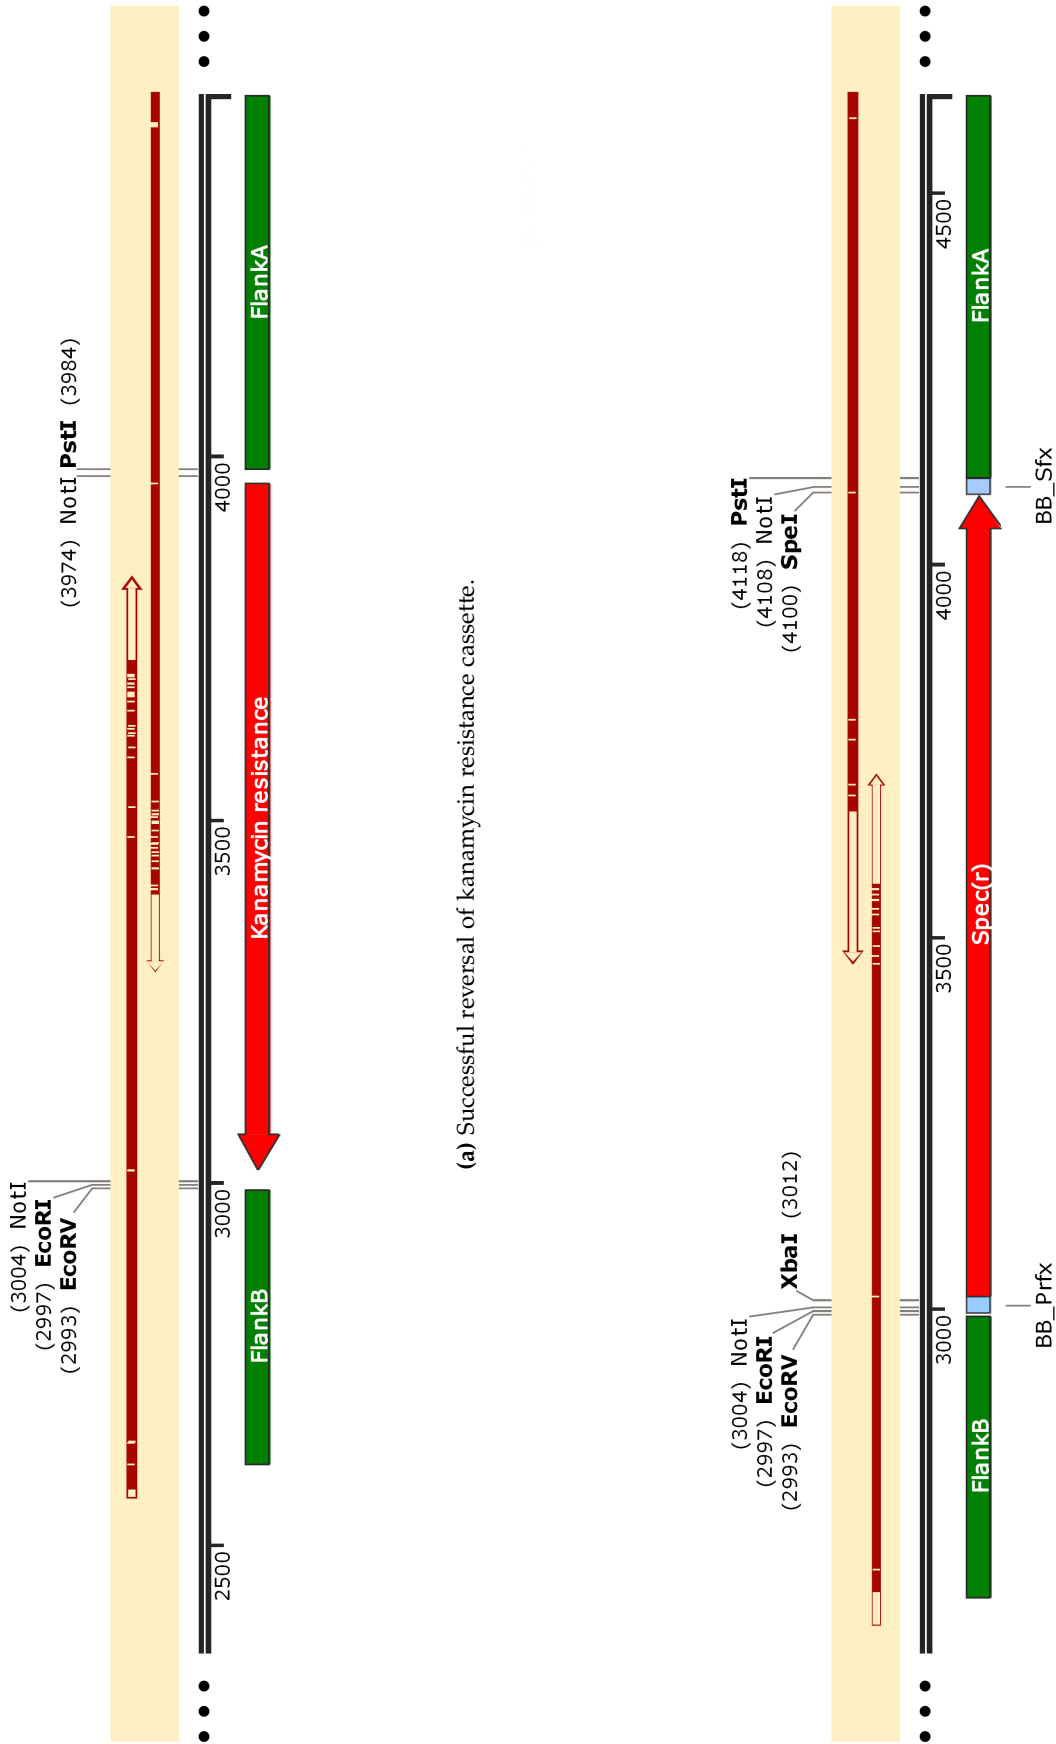 (3004) NotI
(2997) EcoRI
(2993) EcoRV
(3974) NotI PstI (3984)
2500
3000
3500
4000
FlankB
Kanamycin resistance
FlankA
(a) Successful reversal of kanamycin resistance cassette.
(3004) NotI
(2997) EcoRI
(2993) EcoRV
XbaI (3012)
(4118) PstI
(4108) NotI
(4100) SpeI
3000
3500
4000
4500
FlankB
Spec(r)
FlankA
BB_Prfx
BB_Sfx